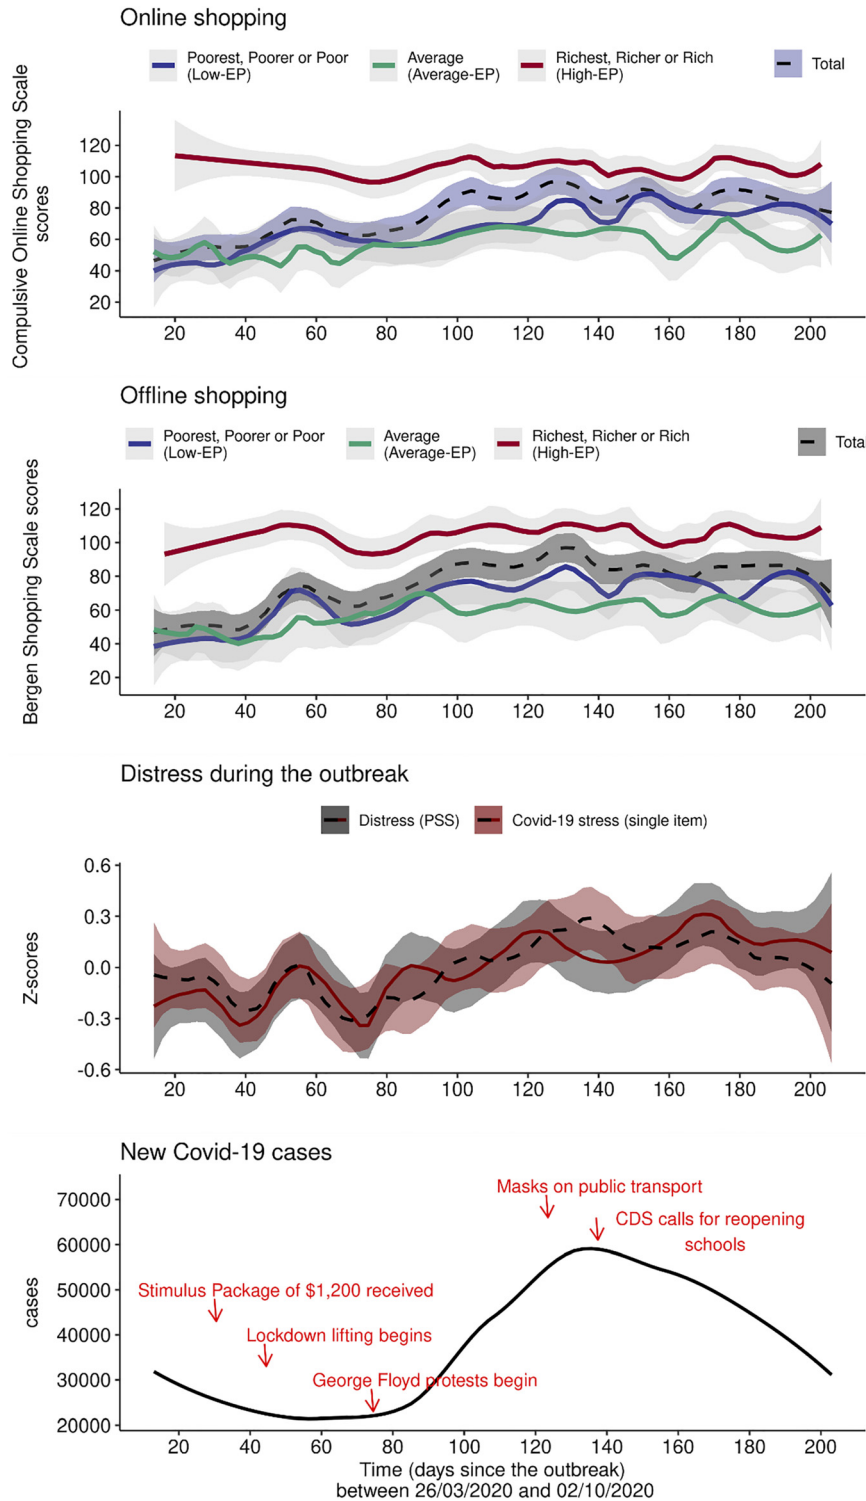 Online shopping
Poorest, Poorer or Poor
(Low-EP)
Average
(Average-EP)
Richest, Richer or Rich
(High-EP)
Total
Compulsive Online Shopping Scale
scores
120
100
80
60
40
20
20 40 60 80 100 120 140 160 180 200
Offline shopping
Poorest, Poorer or Poor
(Low-EP)
Average
(Average-EP)
Richest, Richer or Rich
(High-EP)
Total
Bergen Shopping Scale scores
120
100
80
60
40
20
20 40 60 80 100 120 140 160 180 200
Distress during the outbreak
Distress (PSS)
Covid-19 stress (single item)
Z-scores
0.6
0.3
0.0
-0.3
-0.6
20 40 60 80 100 120 140 160 180 200
New Covid-19 cases
cases
70000
60000
50000
40000
30000
20000
Masks on public transport
CDS calls for reopening
schools
Stimulus Package of $1,200 received
Lockdown lifting begins
George Floyd protests begin
20 40 60 80 100 120 140 160 180 200
Time (days since the outbreak)
between 26/03/2020 and 02/10/2020